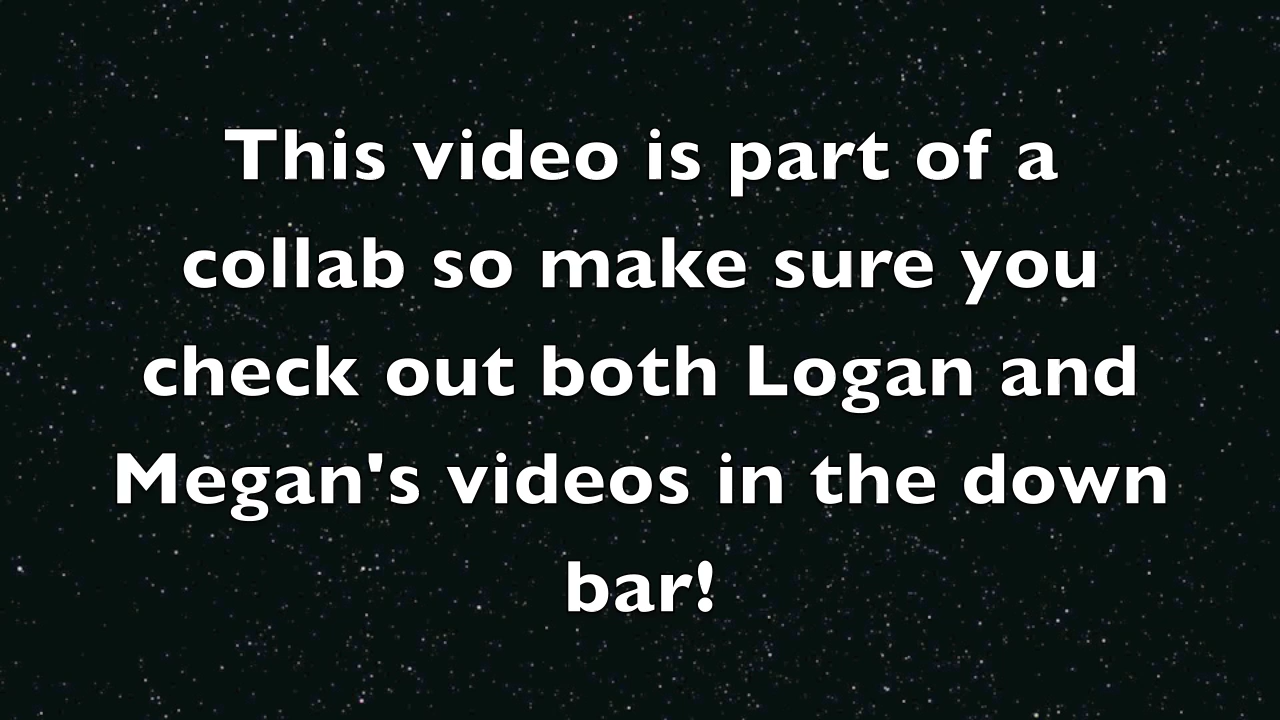 This video is part of a
collab so make sure you
check out both Logan and
Megan's videos in the down
bar!